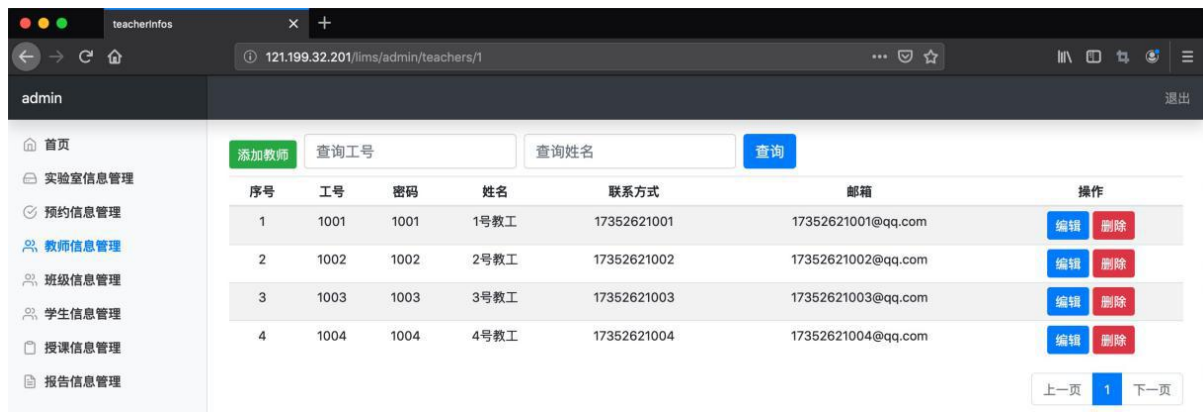 teacherInfos
121.199.32.201/lims/admin/teachers/1
admin
退出
首页
实验室信息管理
预约信息管理
教师信息管理
班级信息管理
学生信息管理
授课信息管理
报告信息管理
添加教师 查询工号 查询姓名 查询
序号 工号 密码 姓名 联系方式 邮箱 操作
1 1001 1001 1号教工 17352621001 17352621001@qq.com 编辑 删除
2 1002 1002 2号教工 17352621002 17352621002@qq.com 编辑 删除
3 1003 1003 3号教工 17352621003 17352621003@qq.com 编辑 删除
4 1004 1004 4号教工 17352621004 17352621004@qq.com 编辑 删除
上一页 1 下一页